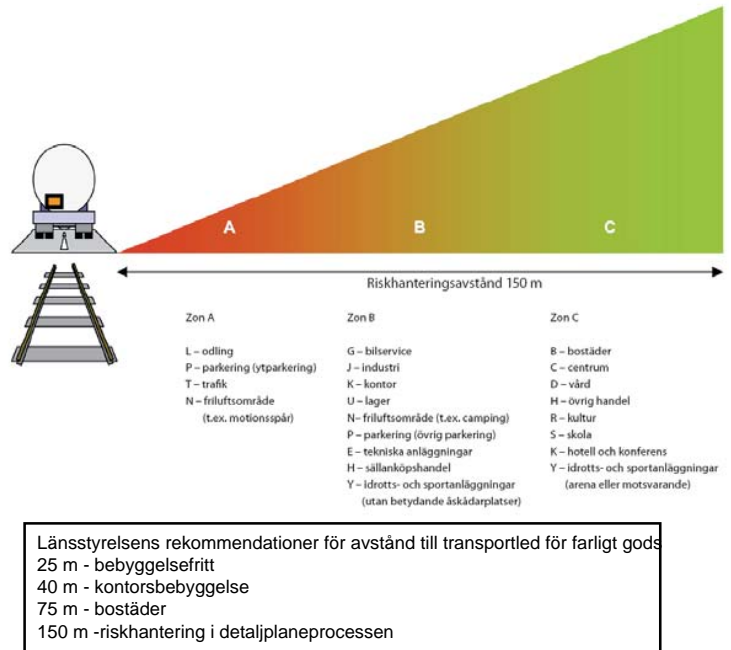 A
B
C
Riskhanteringsavstånd 150 m
Zon A
L – odling
P – parkering (ytparkering)
T – trafik
N – friluftsområde
(t.ex. motionsspår)
Zon B
G – bilservice
J – industri
K – kontor
U – lager
N– friluftsområde (t.ex. camping)
P – parkering (övrig parkering)
E – tekniska anläggningar
H – sällanköpshandel
Y – idrotts- och sportanläggningar
(utan betydande åskådarplatser)
Zon C
B – bostäder
C – centrum
D – vård
H – övrig handel
R – kultur
S – skola
K – hotell och konferens
Y – idrotts- och sportanläggningar
(arena eller motsvarande)
Länsstyrelsens rekommendationer för avstånd till transportled för farligt gods
25 m - bebyggelsefritt
40 m - kontorsbebyggelse
75 m - bostäder
150 m -riskhantering i detaljplaneprocessen